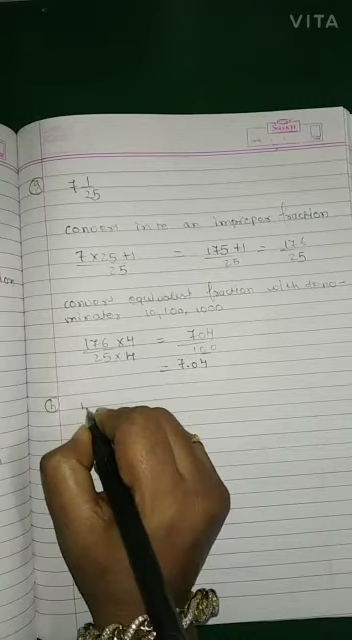 VITA
(a) 7 1/25
convert into an improper fraction
7×25+1/25 = 175+1/25 = 176/25
convert equivalent fraction with deno-
minator 10,100,1000
176×4/25×4 = 704/100
= 7.04
(b)